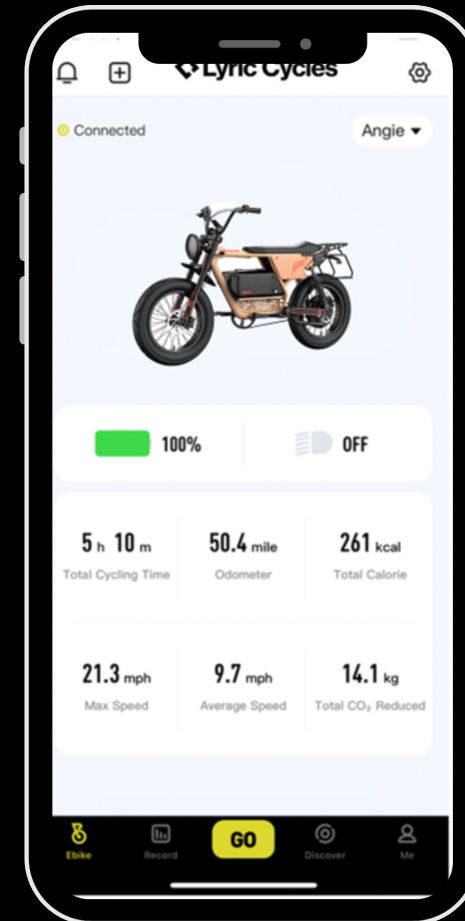 Lyric Cycles
Connected
Angie
100%
OFF
5 h 10 m
50.4 mile
261 kcal
Total Cycling Time
Odometer
Total Calorie
21.3 mph
9.7 mph
14.1 kg
Max Speed
Average Speed
Total CO₂ Reduced
GO
Ebike
Record
Discover
Me